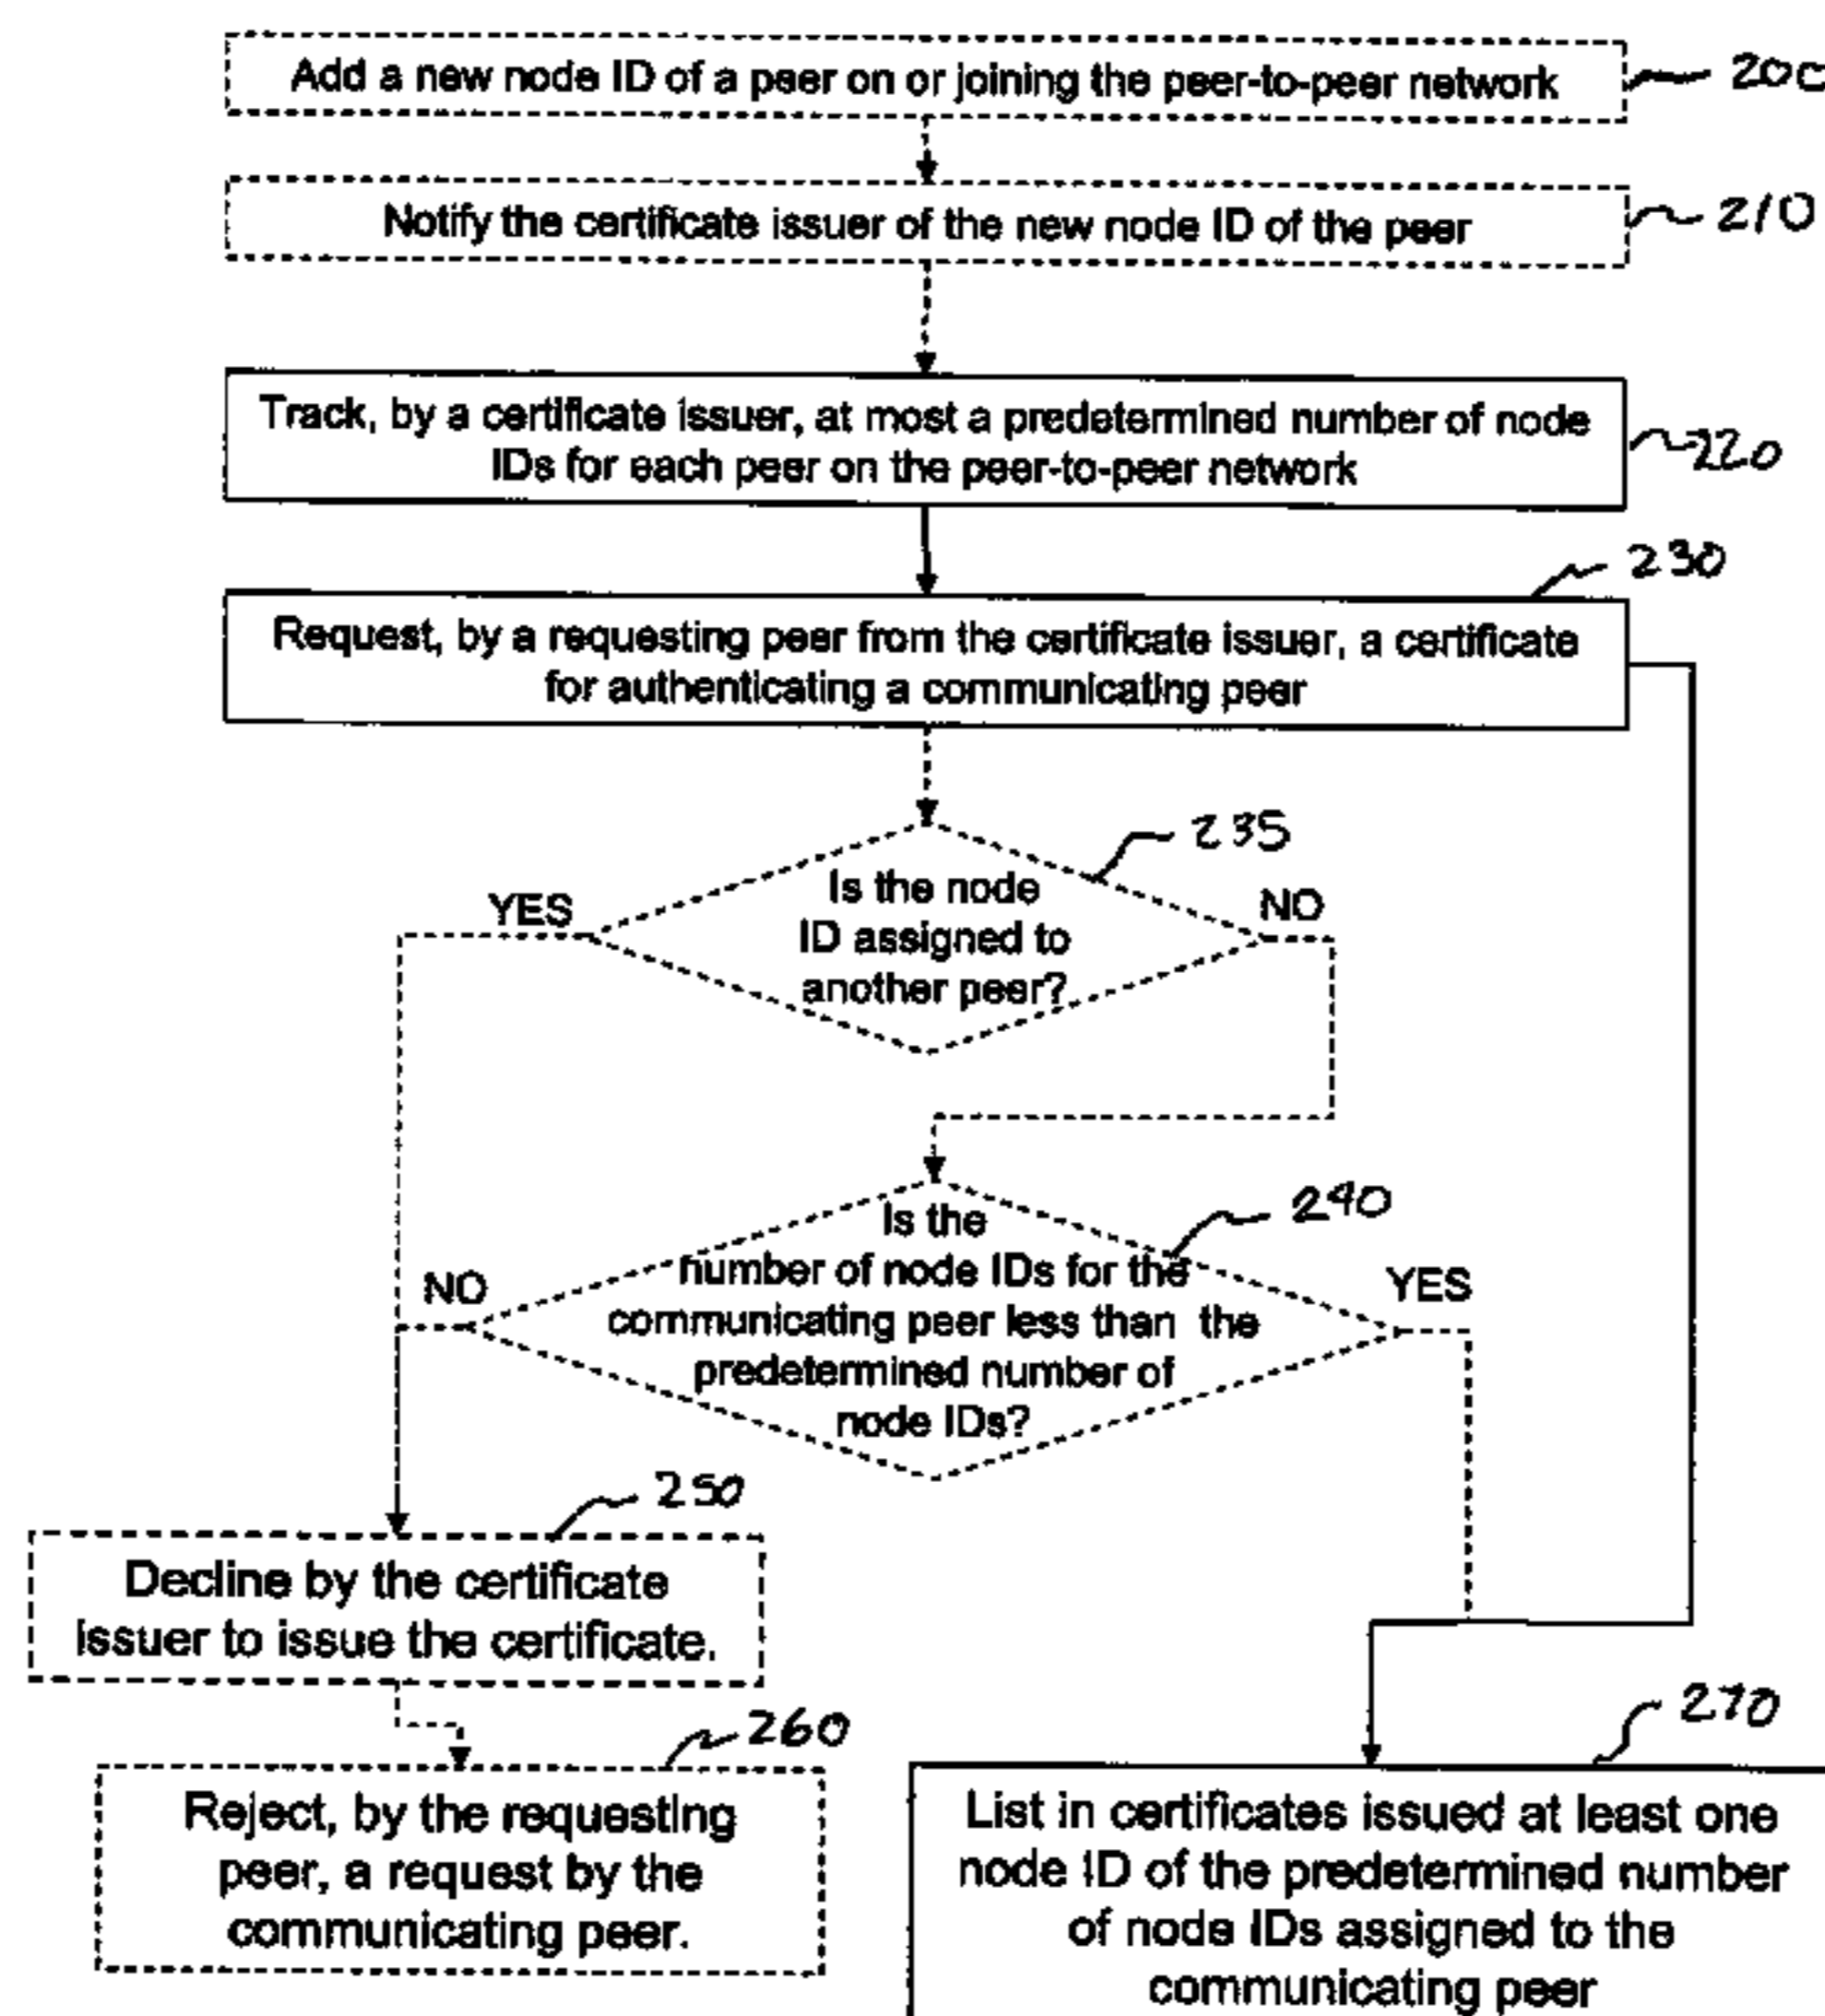 Add a new node ID of a peer on or joining the peer-to-peer network
200
Notify the certificate issuer of the new node ID of the peer
210
Track, by a certificate issuer, at most a predetermined number of node
IDs for each peer on the peer-to-peer network
220
230
Request, by a requesting peer from the certificate issuer, a certificate
for authenticating a communicating peer
235
YES
Is the node
ID assigned to
another peer?
NO
240
Is the
number of node IDs for the
communicating peer less than the
predetermined number of
node IDs?
NO
YES
250
Decline by the certificate
issuer to issue the certificate.
260
Reject, by the requesting
peer, a request by the
communicating peer.
270
List in certificates issued at least one
node ID of the predetermined number
of node IDs assigned to the
communicating peer